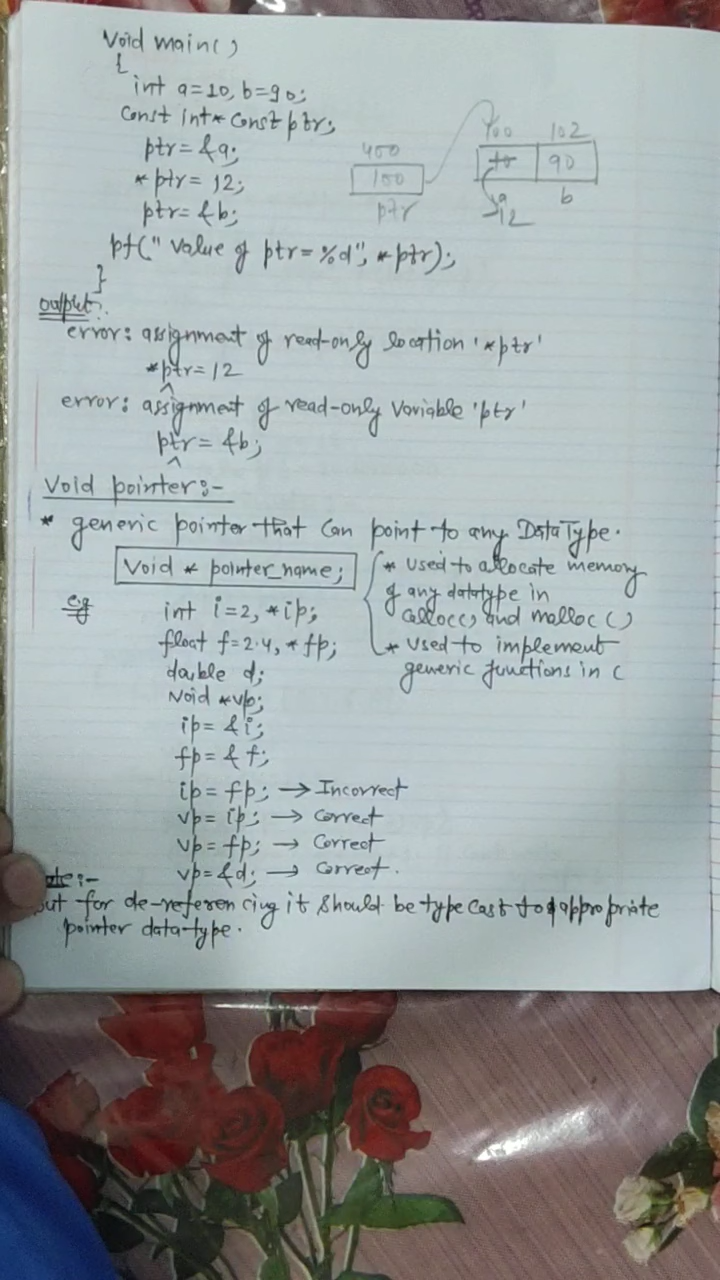 Void main()
{
int a=10, b=90;
Const int* Const ptr;
ptr = &a;
*ptr = 12;
ptr = &b;
pf(" value of ptr = %d", *ptr);
}
400
100
ptr
100 102
10 90
a b
12
output:
error: assignment of read-only location '*ptr'
*ptr = 12
^
error: assignment of read-only Variable 'ptr'
ptr = &b;
^
Void pointer:-
* generic pointer that Can point to any DataType.
Void * pointer_name;
* Used to allocate memory
of any datatype in
calloc() and malloc ()
* Used to implement
generic functions in C
e.g
int i=2, *ip;
float f=2.4, *fp;
double d;
Void *vp;
ip = &i;
fp = &f;
ip = fp; → Incorrect
vp = ip; → Correct
vp = fp; → Correct
vp = &d; → Correct.
ote:-
but for de-referencing it should be type cast to appropriate
pointer data-type.